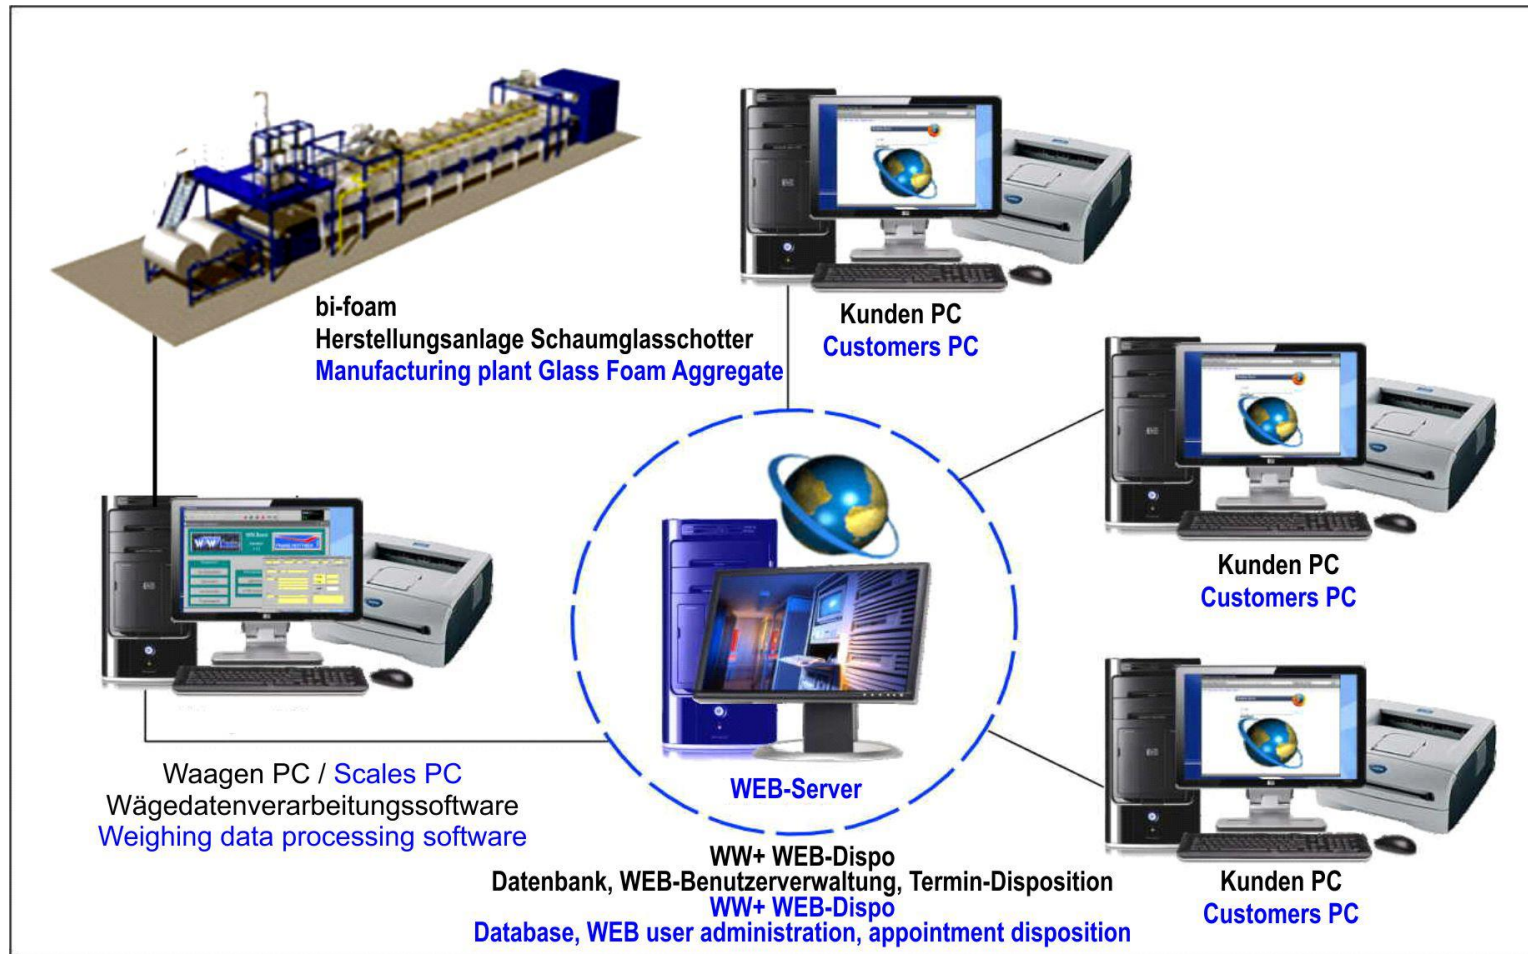 bi-foam
Herstellungsanlage Schaumglasschotter
Manufacturing plant Glass Foam Aggregate
Kunden PC
Customers PC
Kunden PC
Customers PC
Waagen PC / Scales PC
Wägedatenverarbeitungssoftware
Weighing data processing software
WEB-Server
WW+ WEB-Dispo
Datenbank, WEB-Benutzerverwaltung, Termin-Disposition
WW+ WEB-Dispo
Database, WEB user administration, appointment disposition
Kunden PC
Customers PC